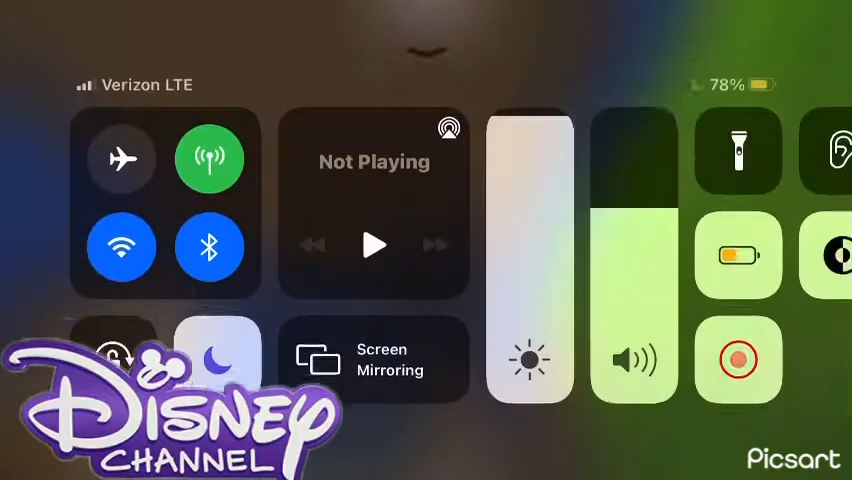 Verizon LTE
78%
Not Playing
Screen
Mirroring
DISNEY
CHANNEL
Picsart